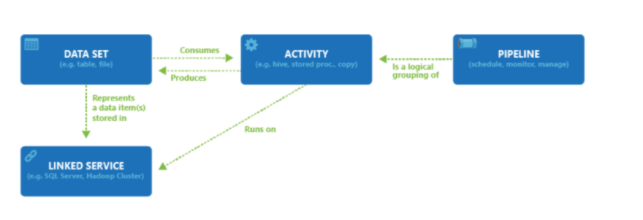 DATA SET
(e.g. table, file)
Consumes
Produces
ACTIVITY
(e.g. hive, stored proc., copy)
Is a logical
grouping of
PIPELINE
(schedule, monitor, manage)
Represents
a data item(s)
stored in
Runs on
LINKED SERVICE
(e.g. SQL Server, Hadoop Cluster)